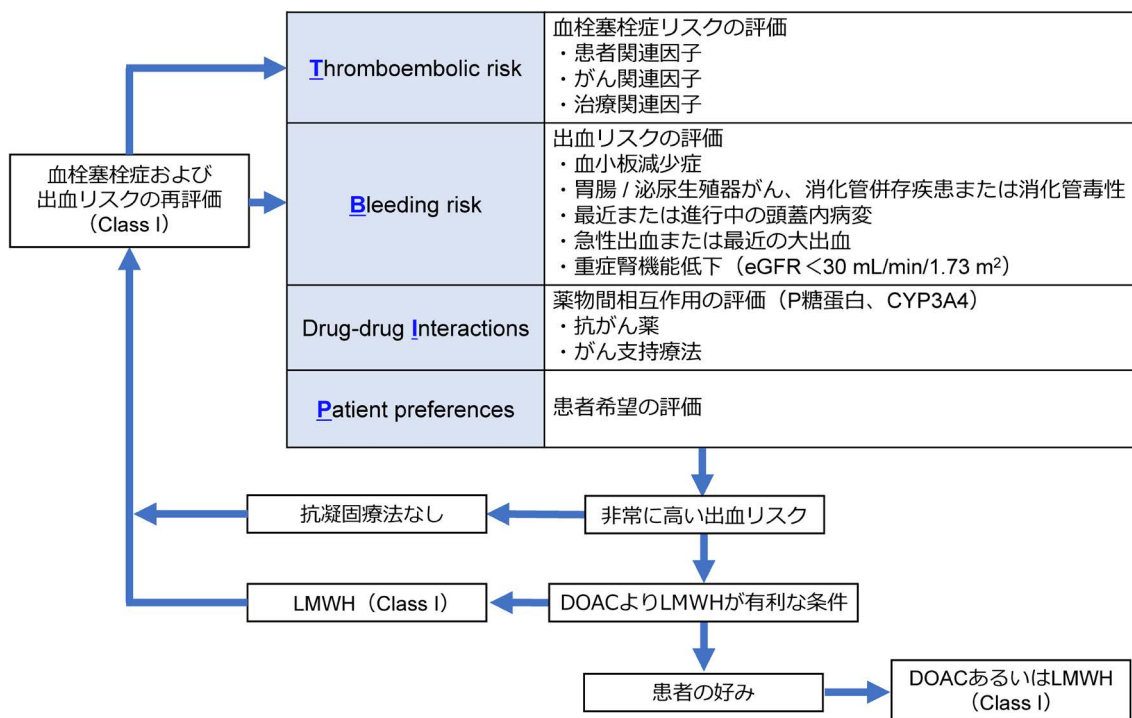 Thromboembolic risk
血栓塞栓症リスクの評価
・患者関連因子
・がん関連因子
・治療関連因子
血栓塞栓症および
出血リスクの再評価
（Class I）
Bleeding risk
出血リスクの評価
・血小板減少症
・胃腸 / 泌尿生殖器がん、消化管併存疾患または消化管毒性
・最近または進行中の頭蓋内病変
・急性出血または最近の大出血
・重症腎機能低下（eGFR＜30 mL/min/1.73 m²）
Drug-drug Interactions
薬物間相互作用の評価（P糖蛋白、CYP3A4）
・抗がん薬
・がん支持療法
Patient preferences
患者希望の評価
抗凝固療法なし
非常に高い出血リスク
LMWH（Class I）
DOACよりLMWHが有利な条件
患者の好み
DOACあるいはLMWH
（Class I）